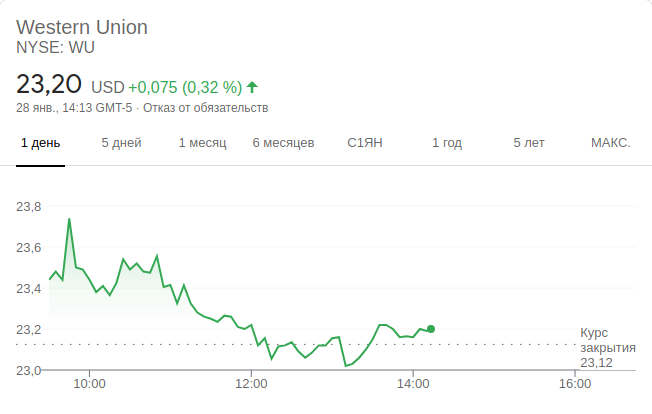 Western Union
NYSE: WU
23,20 USD +0,075 (0,32 %)
28 янв., 14:13 GMT-5 · Отказ от обязательств
1 день 5 дней 1 месяц 6 месяцев С1ЯН 1 год 5 лет МАКС.
23,8
23,6
23,4
23,2
Курс
закрытия
23,12
23,0
10:00 12:00 14:00 16:00